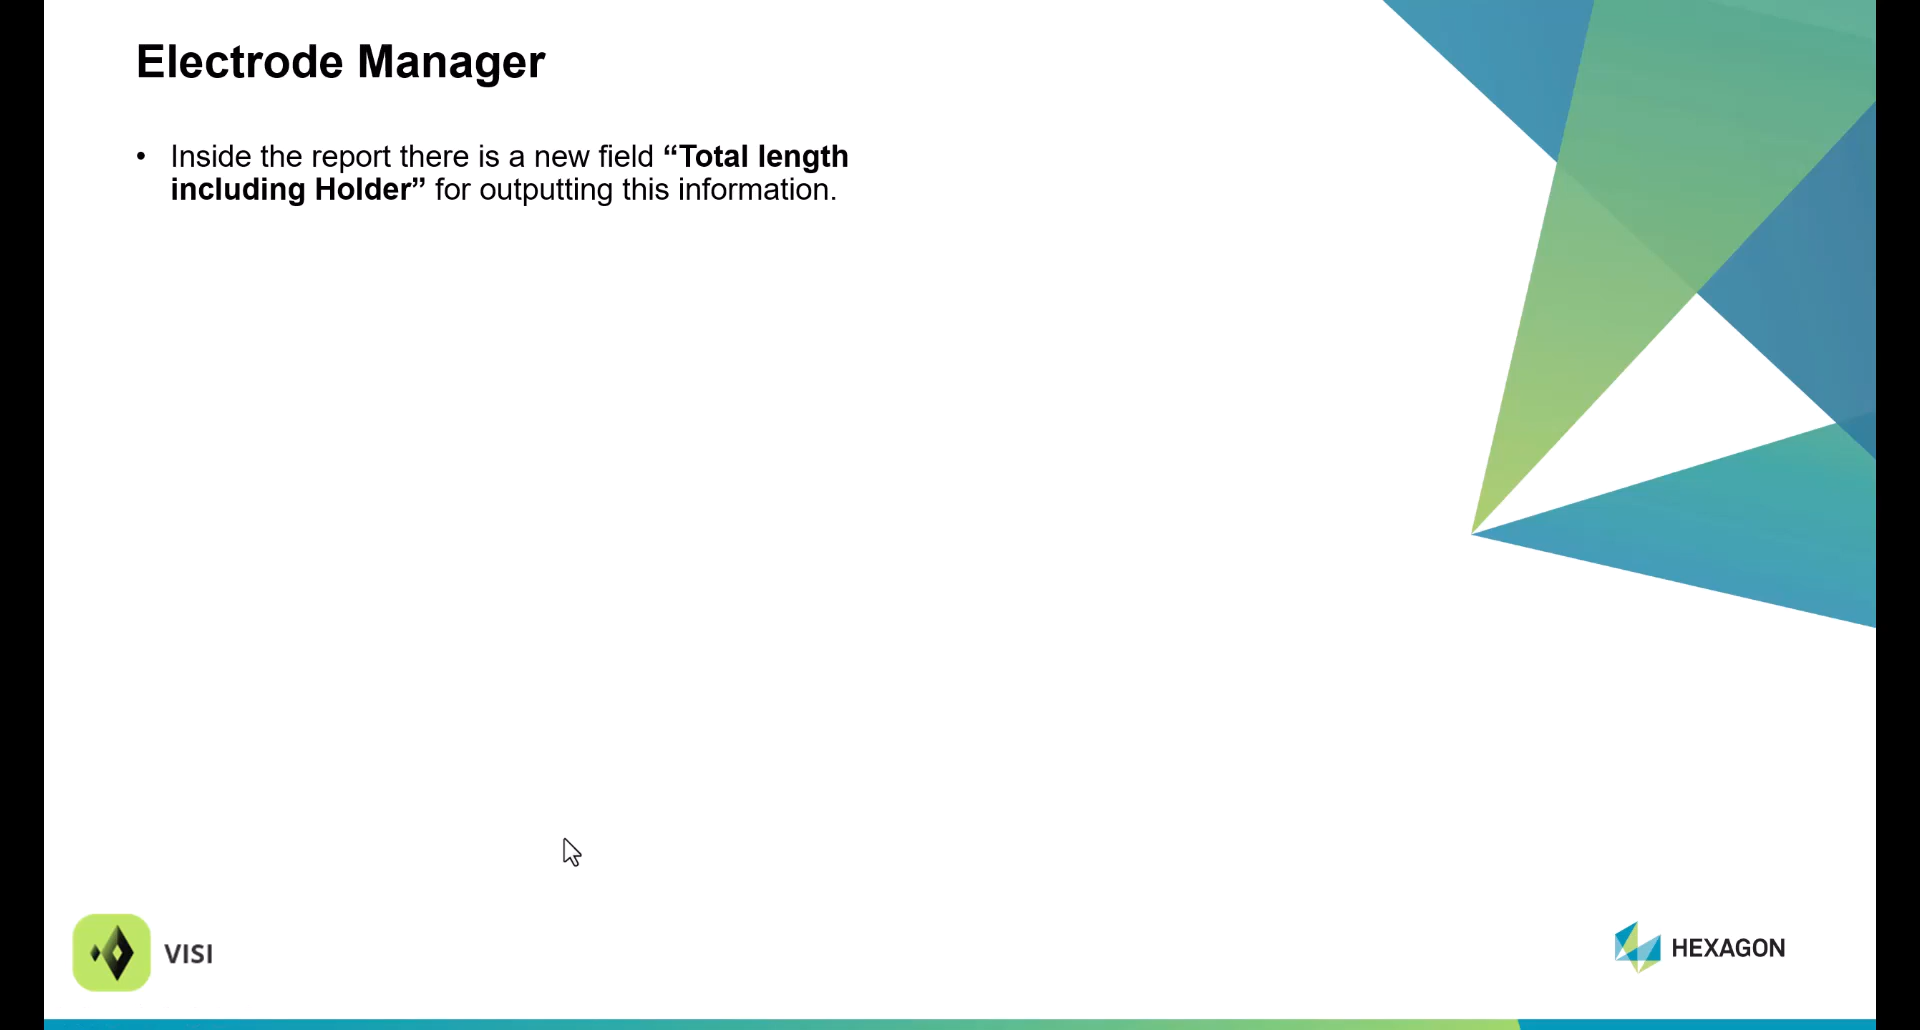 Electrode Manager
• Inside the report there is a new field “Total length
including Holder” for outputting this information.
VISI
HEXAGON